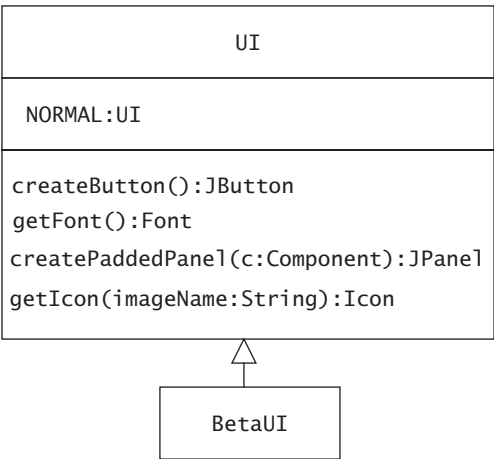 UI
NORMAL:UI
createButton():JButton
getFont():Font
createPaddedPanel(c:Component):JPanel
getIcon(imageName:String):Icon
BetaUI